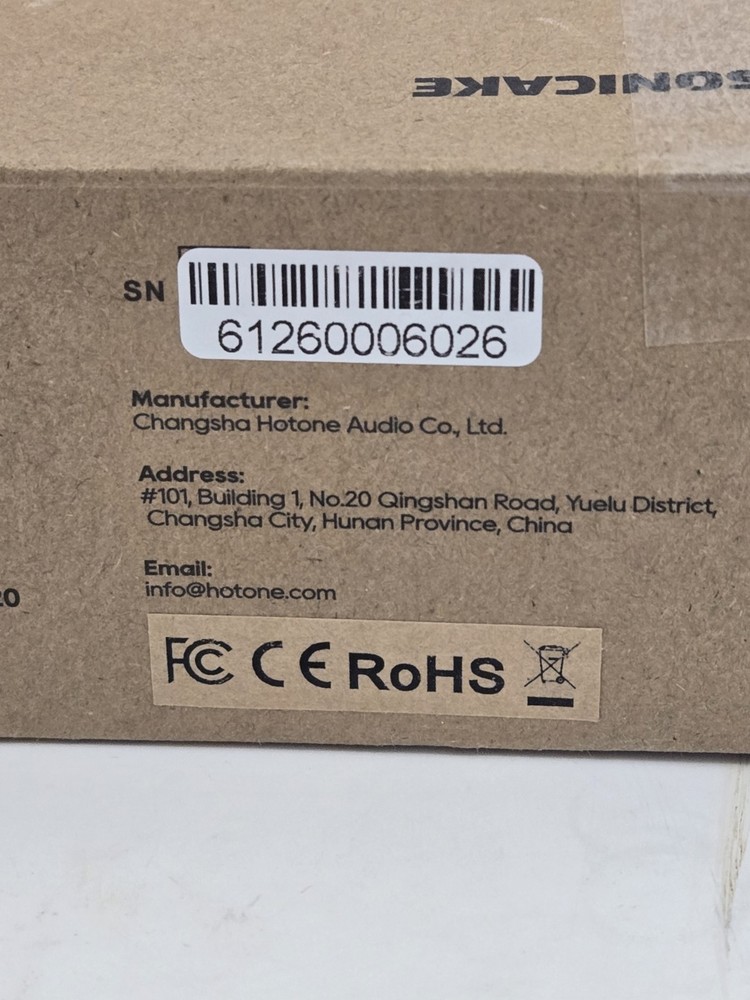 SONICAKE
SN
61260006026
Manufacturer:
Changsha Hotone Audio Co., Ltd.
Address:
#101, Building 1, No.20 Qingshan Road, Yuelu District,
Changsha City, Hunan Province, China
Email:
info@hotone.com
FC CE RoHS